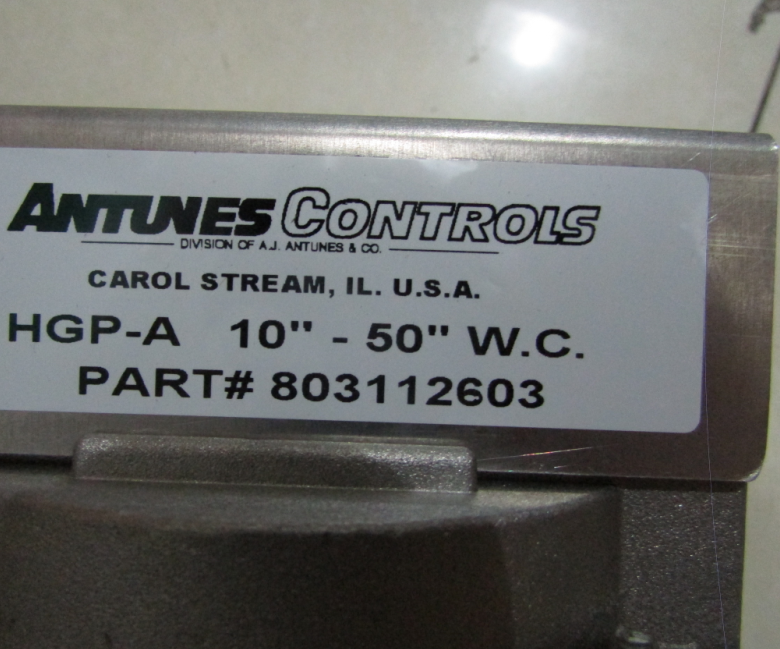 ANTUNES CONTROLS
DIVISION OF A.J. ANTUNES & CO.
CAROL STREAM, IL. U.S.A.
HGP-A 10" - 50" W.C.
PART# 803112603